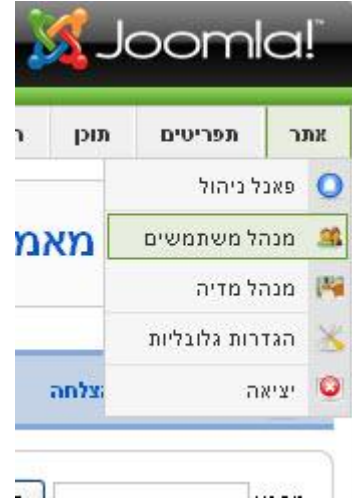 Joomla!
אתר תפריטים תוכן
פאנל ניהול
מנהל משתמשים
מנהל מדיה
הגדרות גלובליות
יציאה